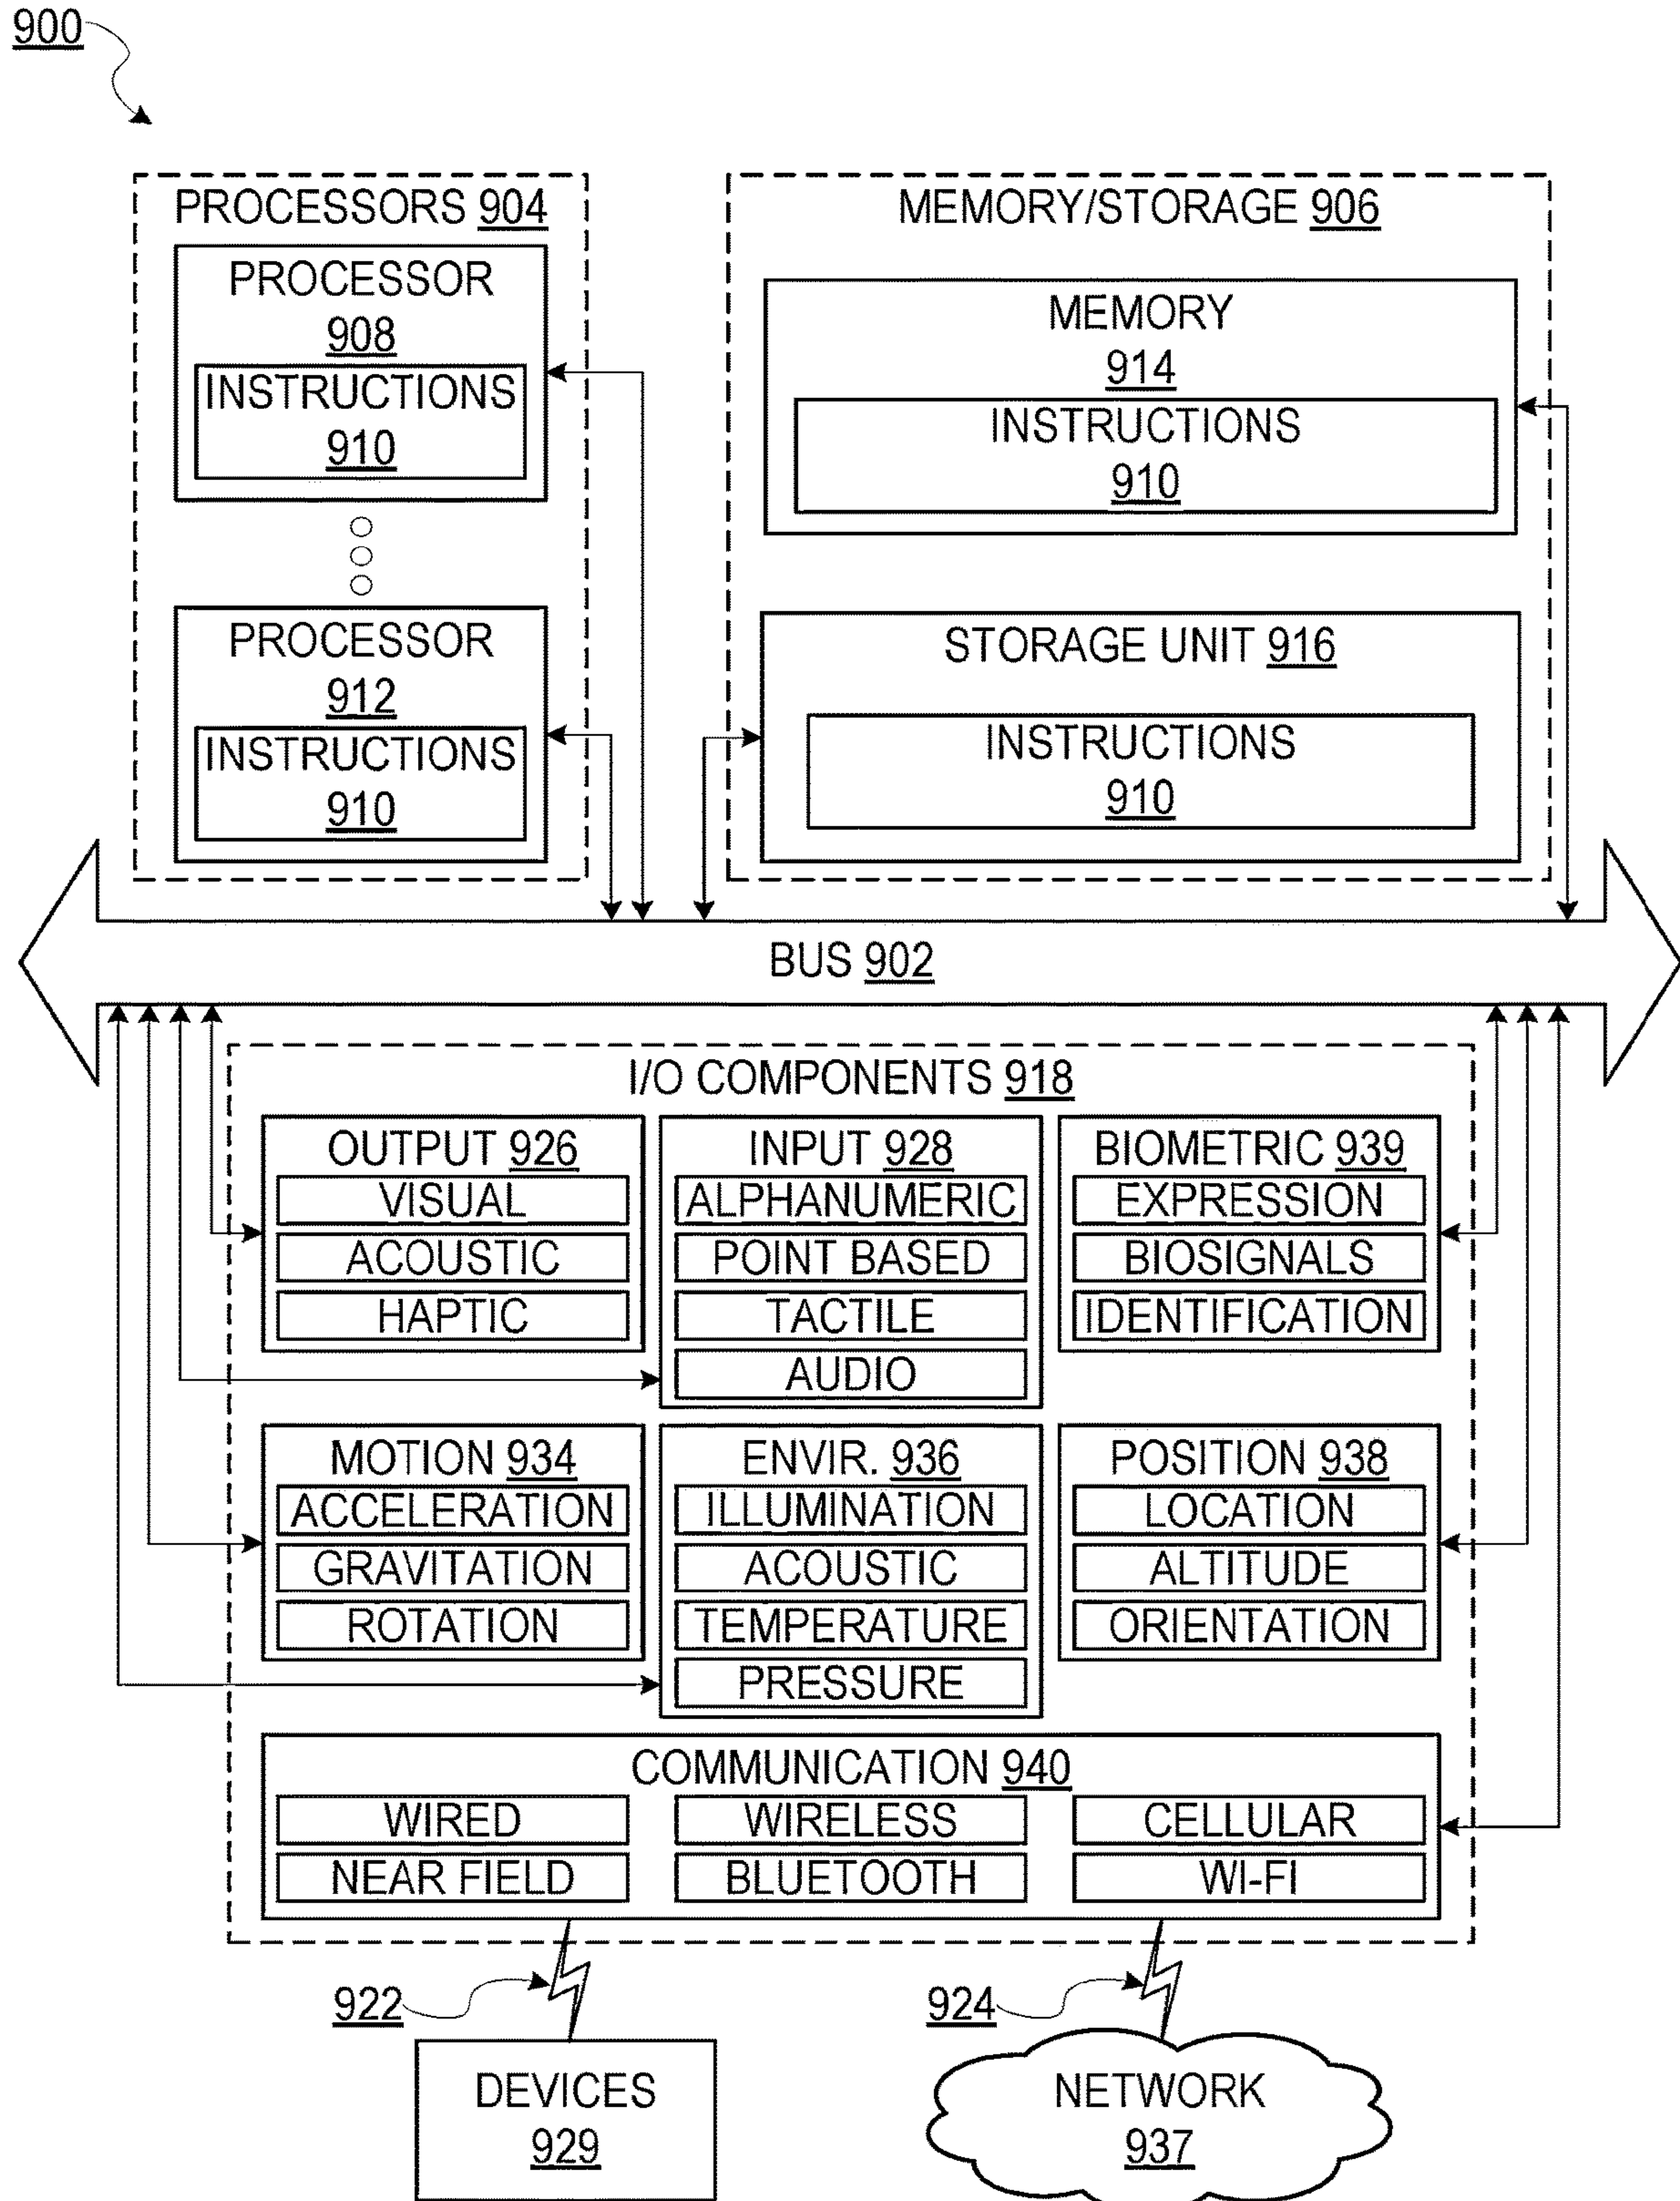 900
PROCESSORS 904
PROCESSOR
908
INSTRUCTIONS
910
PROCESSOR
912
INSTRUCTIONS
910
MEMORY/STORAGE 906
MEMORY
914
INSTRUCTIONS
910
STORAGE UNIT 916
INSTRUCTIONS
910
BUS 902
I/O COMPONENTS 918
OUTPUT 926
VISUAL
ACOUSTIC
HAPTIC
INPUT 928
ALPHANUMERIC
POINT BASED
TACTILE
AUDIO
BIOMETRIC 939
EXPRESSION
BIOSIGNALS
IDENTIFICATION
MOTION 934
ACCELERATION
GRAVITATION
ROTATION
ENVIR. 936
ILLUMINATION
ACOUSTIC
TEMPERATURE
PRESSURE
POSITION 938
LOCATION
ALTITUDE
ORIENTATION
COMMUNICATION 940
WIRED
WIRELESS
CELLULAR
NEAR FIELD
BLUETOOTH
WI-FI
922
924
DEVICES
929
NETWORK
937